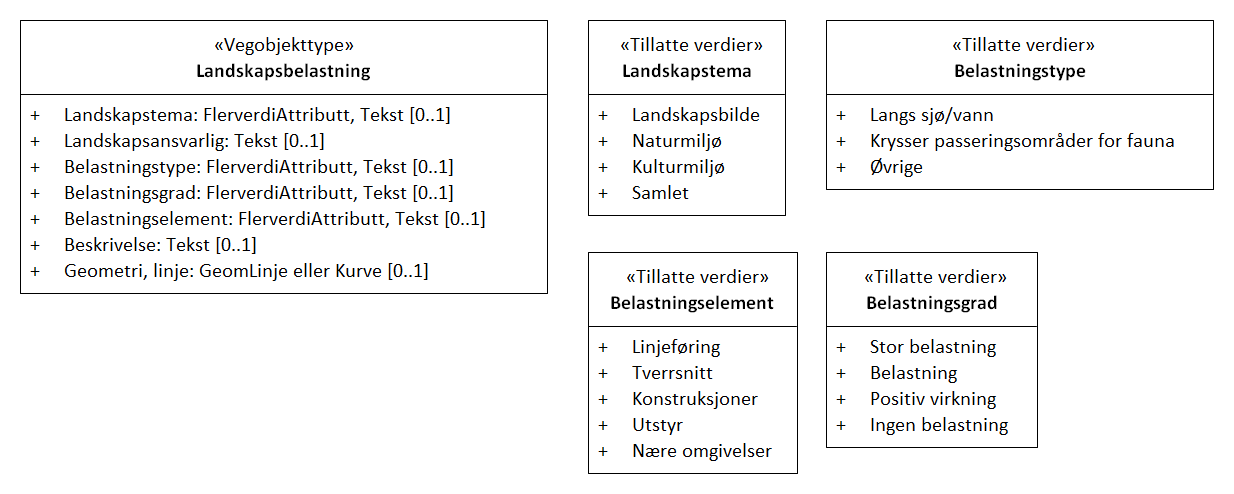 «Vegobjekttype»
Landskapsbelastning
+ Landskapstema: FlerverdiAttributt, Tekst [0..1]
+ Landskapsansvarlig: Tekst [0..1]
+ Belastningstype: FlerverdiAttributt, Tekst [0..1]
+ Belastningsgrad: FlerverdiAttributt, Tekst [0..1]
+ Belastningselement: FlerverdiAttributt, Tekst [0..1]
+ Beskrivelse: Tekst [0..1]
+ Geometri, linje: GeomLinje eller Kurve [0..1]
«Tillatte verdier»
Landskapstema
+ Landskapsbilde
+ Naturmiljø
+ Kulturmiljø
+ Samlet
«Tillatte verdier»
Belastningstype
+ Langs sjø/vann
+ Krysser passeringsområder for fauna
+ Øvrige
«Tillatte verdier»
Belastningselement
+ Linjeføring
+ Tverrsnitt
+ Konstruksjoner
+ Utstyr
+ Nære omgivelser
«Tillatte verdier»
Belastningsgrad
+ Stor belastning
+ Belastning
+ Positiv virkning
+ Ingen belastning